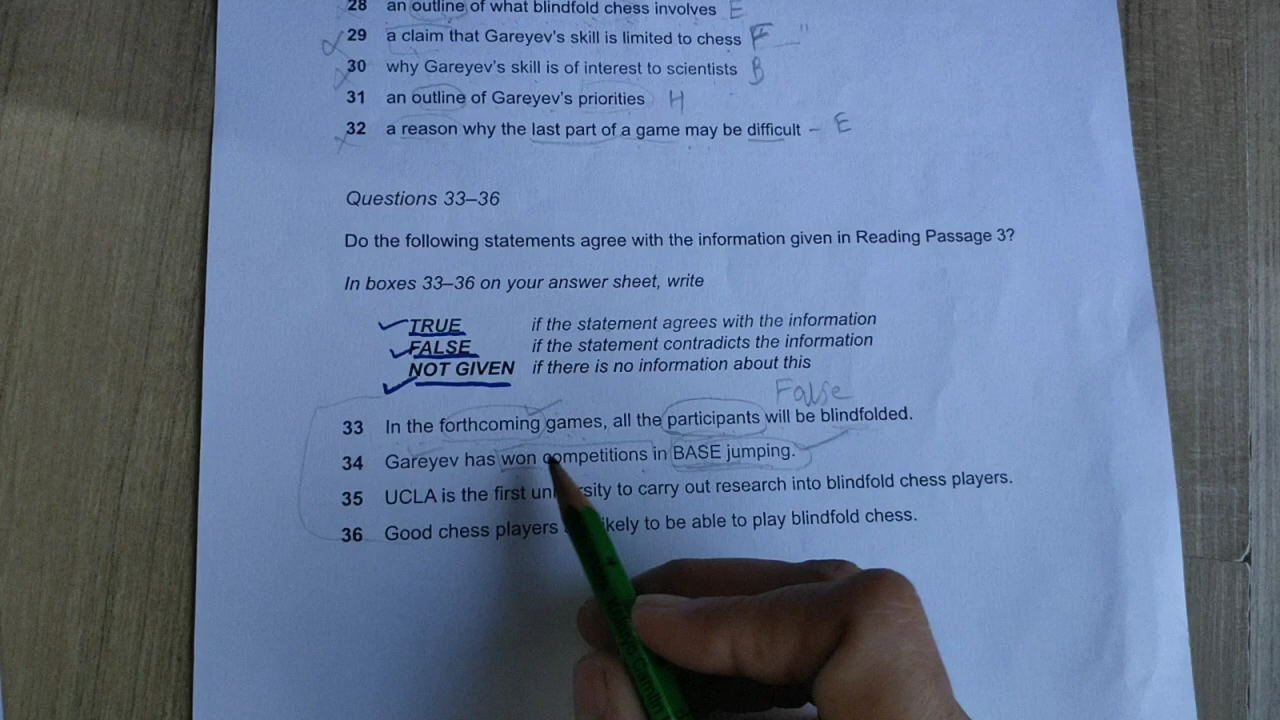 28 an outline of what blindfold chess involves E
29 a claim that Gareyev's skill is limited to chess F
30 why Gareyev's skill is of interest to scientists B
31 an outline of Gareyev's priorities H
32 a reason why the last part of a game may be difficult – E
Questions 33–36
Do the following statements agree with the information given in Reading Passage 3?
In boxes 33–36 on your answer sheet, write
TRUE if the statement agrees with the information
FALSE if the statement contradicts the information
NOT GIVEN if there is no information about this
False
33 In the forthcoming games, all the participants will be blindfolded.
34 Gareyev has won competitions in BASE jumping.
35 UCLA is the first university to carry out research into blindfold chess players.
36 Good chess players likely to be able to play blindfold chess.